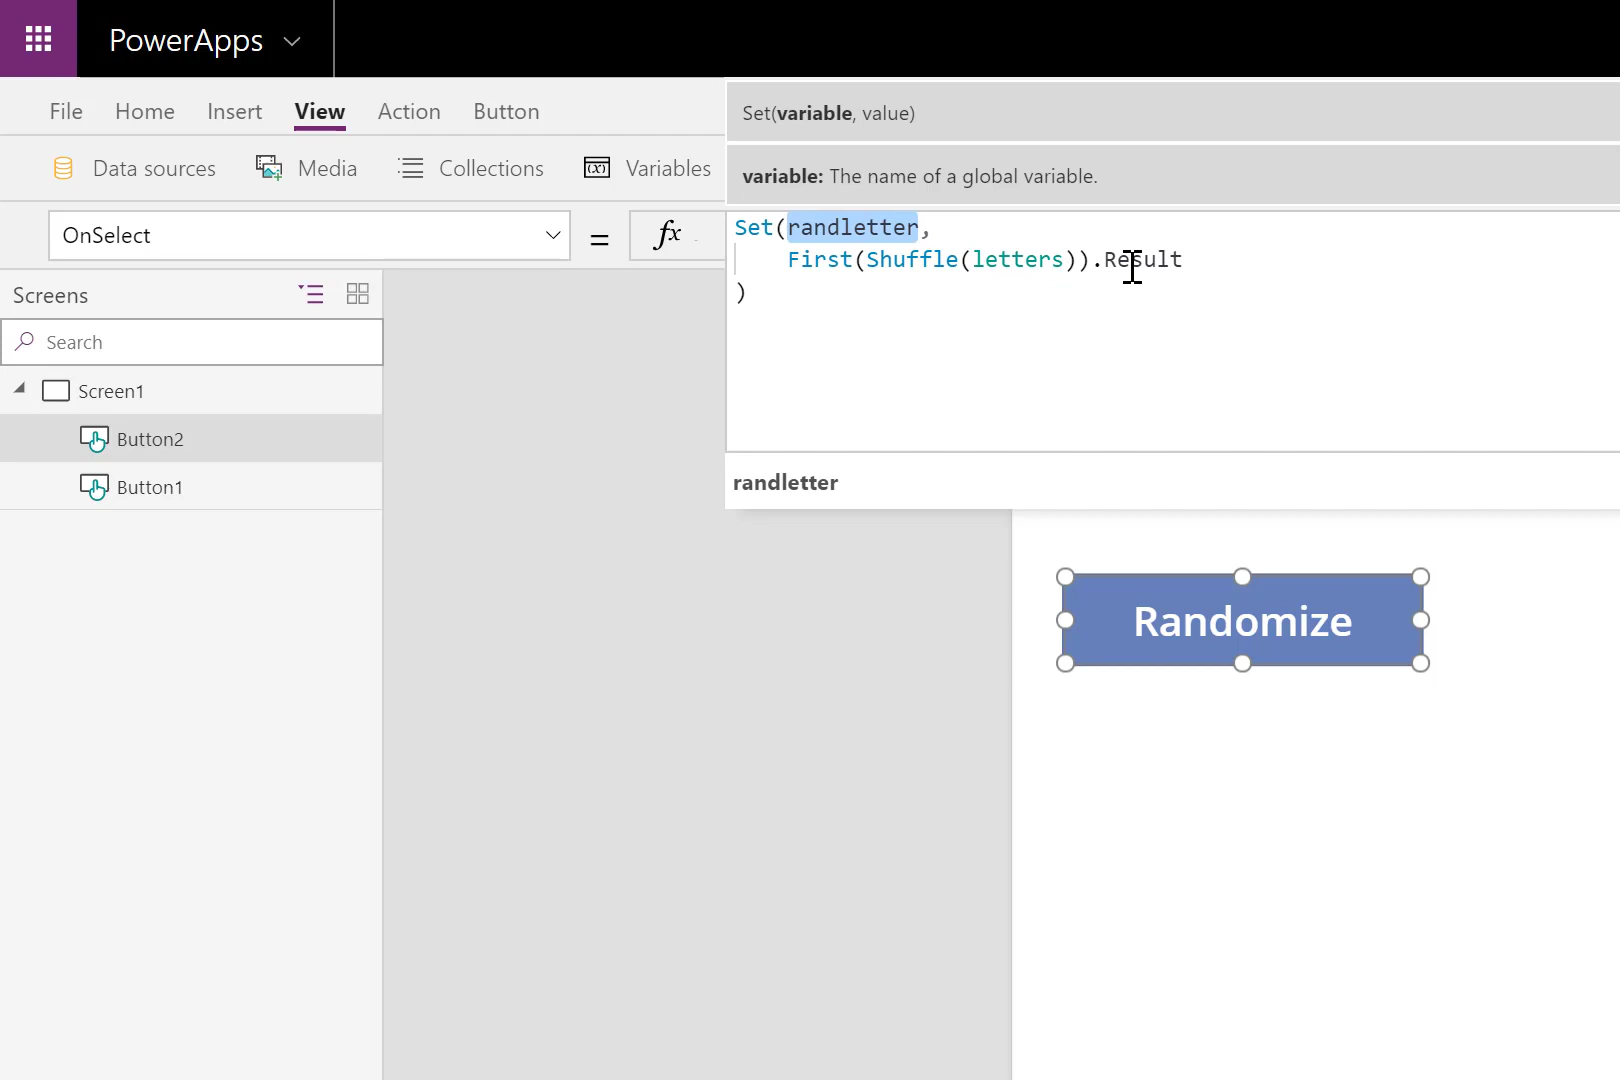 PowerApps
File Home Insert View Action Button
Set(variable, value)
Data sources Media Collections (x) Variables
variable: The name of a global variable.
OnSelect = fx
Set(randletter,
First(Shuffle(letters)).Result
)
Screens
Search
Screen1
Button2
Button1
randletter
Randomize